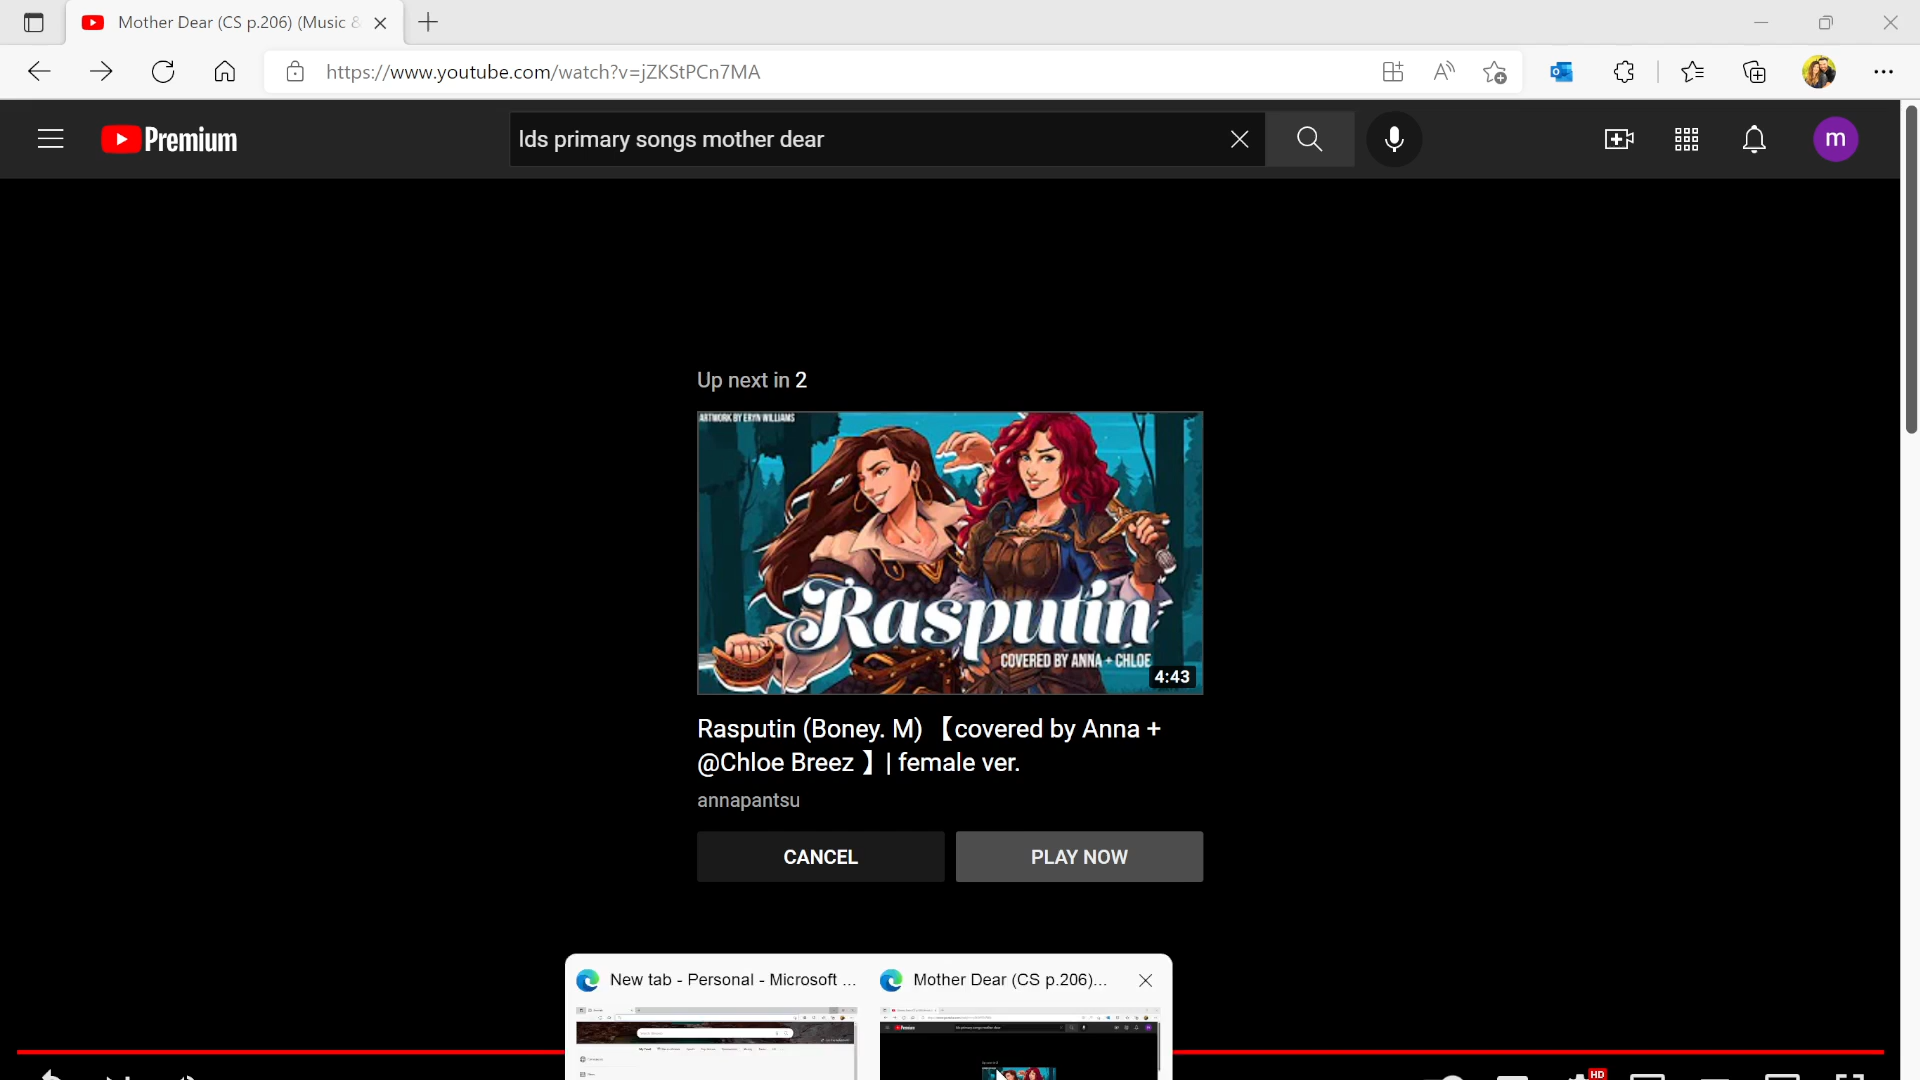 Mother Dear (CS p.206) (Music &
https://www.youtube.com/watch?v=jZKStPCn7MA
Premium
lds primary songs mother dear
m
Up next in 2
ARTWORK BY ERYN WILLIAMS
Rasputin
COVERED BY ANNA + CHLOE
4:43
Rasputin (Boney. M) 【covered by Anna +
@Chloe Breez 】| female ver.
annapantsu
CANCEL
PLAY NOW
New tab - Personal - Microsoft ...
Mother Dear (CS p.206)...
HD